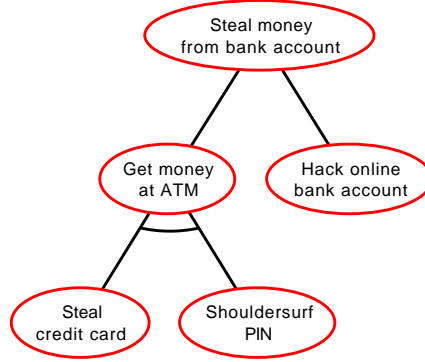 Steal money
from bank account
Get money
at ATM
Hack online
bank account
Steal
credit card
Shouldersurf
PIN